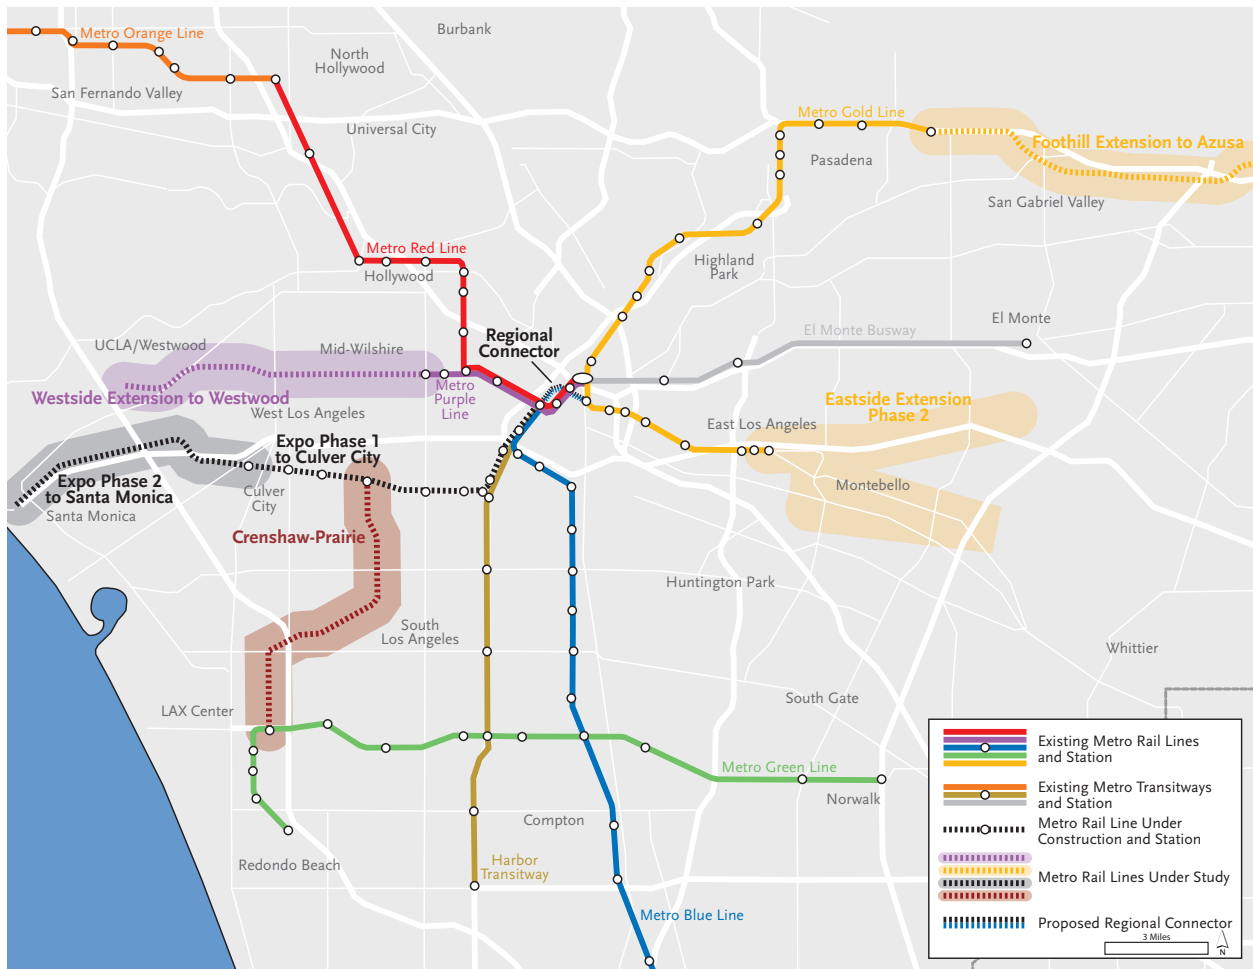 Metro Orange Line
Burbank
North
Hollywood
San Fernando Valley
Universal City
Metro Gold Line
Pasadena
Foothill Extension to Azusa
San Gabriel Valley
Metro Red Line
Hollywood
Highland
Park
El Monte Busway
El Monte
Regional
Connector
UCLA/Westwood
Mid-Wilshire
Westside Extension to Westwood
Metro
Purple
Line
West Los Angeles
Eastside Extension
Phase 2
East Los Angeles
Expo Phase 1
to Culver City
Expo Phase 2
to Santa Monica
Culver
City
Santa Monica
Montebello
Crenshaw-Prairie
Huntington Park
South
Los Angeles
Whittier
LAX Center
South Gate
Metro Green Line
Norwalk
Compton
Redondo Beach
Harbor
Transitway
Metro Blue Line
Existing Metro Rail Lines
and Station
Existing Metro Transitways
and Station
Metro Rail Line Under
Construction and Station
Metro Rail Lines Under Study
Proposed Regional Connector
3 Miles
N